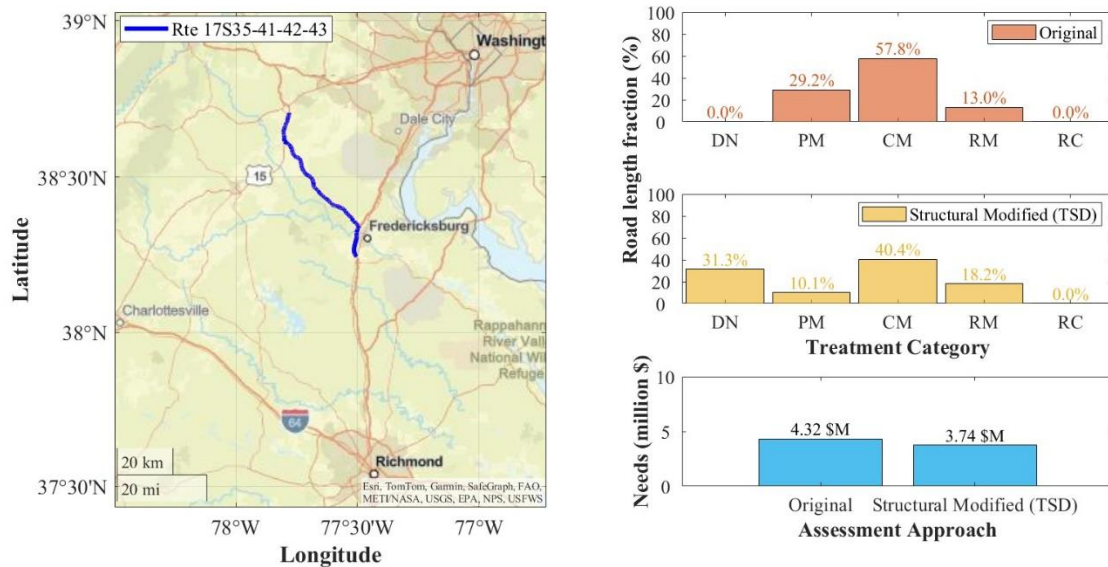 39°N
38°30'N
38°N
37°30'N
Latitude
Rte 17S35-41-42-43
Washingt
Dale City
15
Fredericksburg
Charlottesville
Rappahann
River Vall
National Wil
Refuge
64
Richmond
20 km
20 mi
Esri, TomTom, Garmin, SafeGraph, FAO,
METI/NASA, USGS, EPA, NPS, USFWS
78°W 77°30'W 77°W
Longitude
Road length fraction (%)
100
80
60
40
20
0
Original
0.0% 29.2% 57.8% 13.0% 0.0%
DN PM CM RM RC
100
80
60
40
20
0
Structural Modified (TSD)
31.3% 10.1% 40.4% 18.2% 0.0%
DN PM CM RM RC
Treatment Category
Needs (million $)
10
5
0
4.32 $M 3.74 $M
Original Structural Modified (TSD)
Assessment Approach